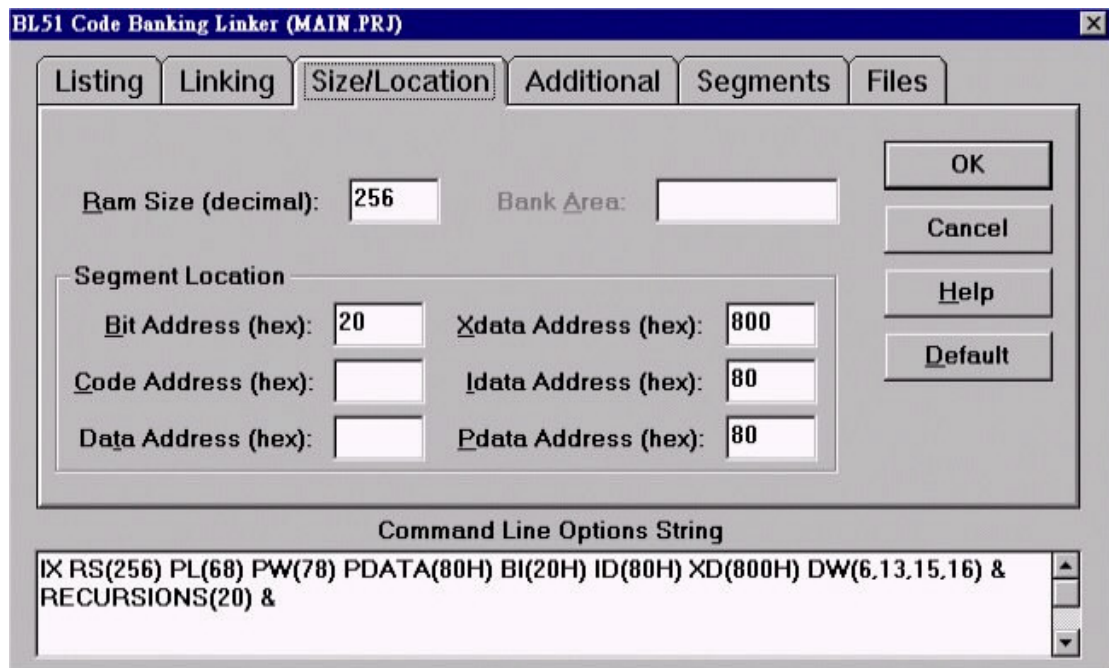 BL51 Code Banking Linker (MAIN.PRJ)
Listing Linking Size/Location Additional Segments Files
Ram Size (decimal): 256 Bank Area:
OK
Cancel
Help
Default
Segment Location
Bit Address (hex): 20 Xdata Address (hex): 800
Code Address (hex): Idata Address (hex): 80
Data Address (hex): Pdata Address (hex): 80
Command Line Options String
IX RS(256) PL(68) PW(78) PDATA(80H) BI(20H) ID(80H) XD(800H) DW(6,13,15,16) &
RECURSIONS(20) &